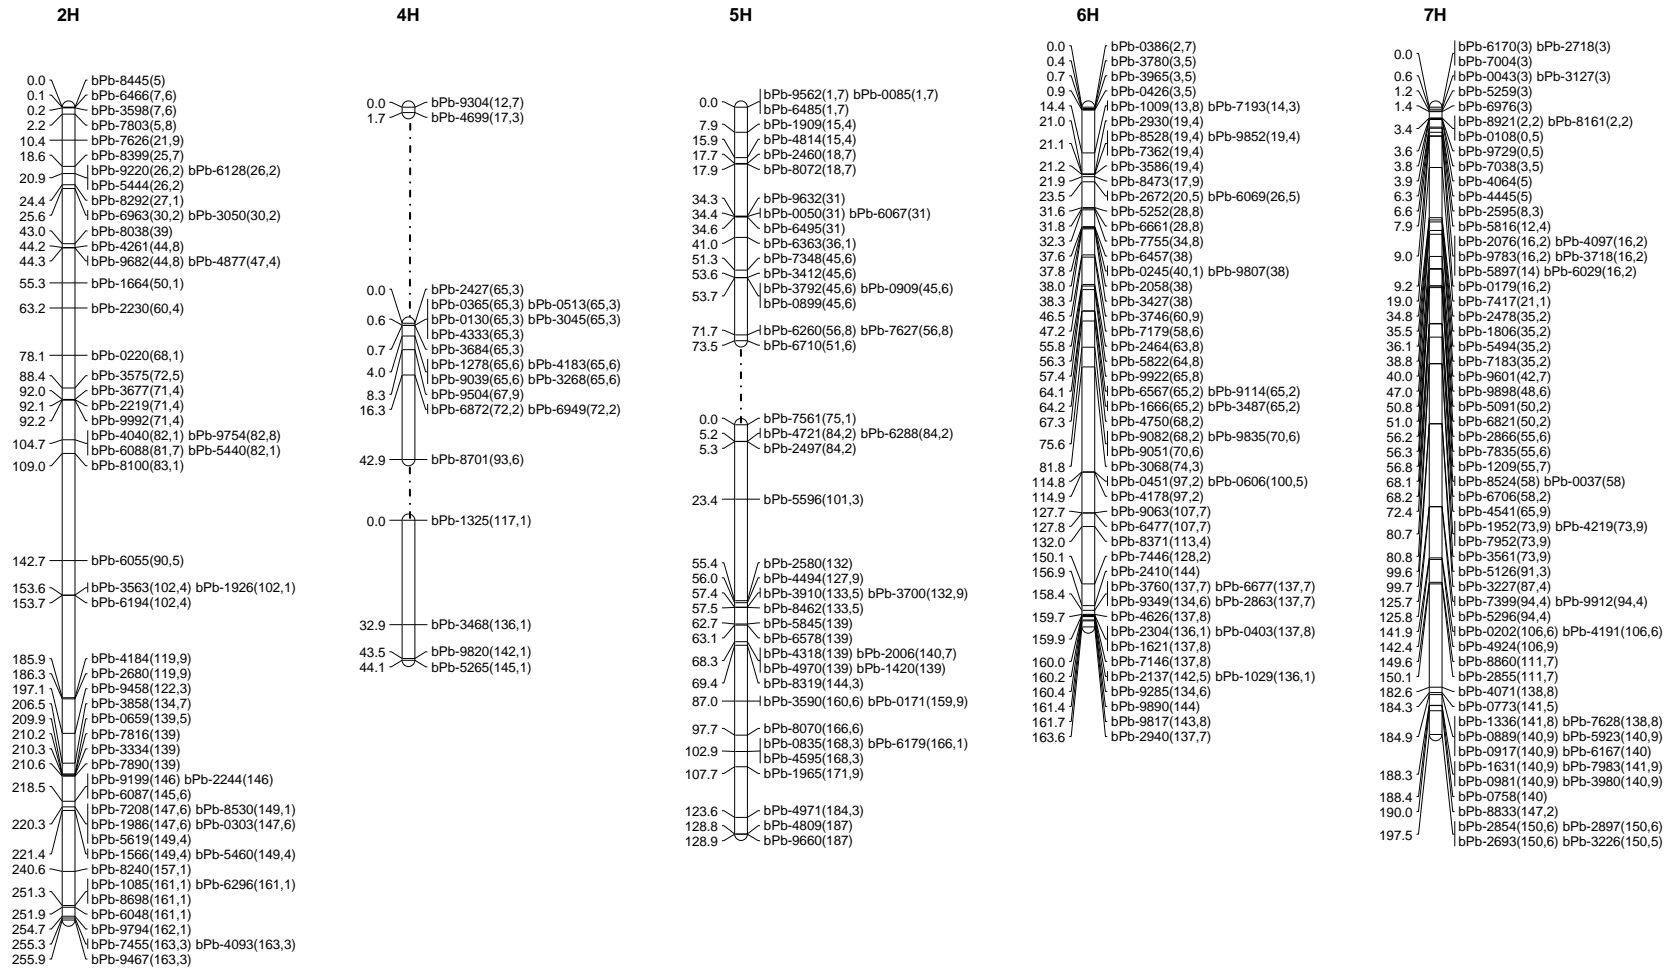 2H
0.0 bPb-8445(5)
0.1 bPb-6466(7,6)
0.2 bPb-3598(7,6)
2.2 bPb-7803(5,8)
10.4 bPb-7626(21,9)
18.6 bPb-8399(25,7)
20.9 bPb-9220(26,2) bPb-6128(26,2)
bPb-5444(26,2)
24.4 bPb-8292(27,1)
25.6 bPb-6963(30,2) bPb-3050(30,2)
43.0 bPb-8038(39)
44.2 bPb-4261(44,8)
44.3 bPb-9682(44,8) bPb-4877(47,4)
55.3 bPb-1664(50,1)
63.2 bPb-2230(60,4)
78.1 bPb-0220(68,1)
88.4 bPb-3575(72,5)
92.0 bPb-3677(71,4)
92.1 bPb-2219(71,4)
92.2 bPb-9992(71,4)
104.7 bPb-4040(82,1) bPb-9754(82,8)
bPb-6088(81,7) bPb-5440(82,1)
109.0 bPb-8100(83,1)
142.7 bPb-6055(90,5)
153.6 bPb-3563(102,4) bPb-1926(102,1)
153.7 bPb-6194(102,4)
185.9 bPb-4184(119,9)
186.3 bPb-2680(119,9)
197.1 bPb-9458(122,3)
206.5 bPb-3858(134,7)
209.9 bPb-0659(139,5)
210.2 bPb-7816(139)
210.3 bPb-3334(139)
210.6 bPb-7890(139)
218.5 bPb-9199(146) bPb-2244(146)
bPb-6087(145,6)
220.3 bPb-7208(147,6) bPb-8530(149,1)
bPb-1986(147,6) bPb-0303(147,6)
bPb-5619(149,4)
221.4 bPb-1566(149,4) bPb-5460(149,4)
240.6 bPb-8240(157,1)
251.3 bPb-1085(161,1) bPb-6296(161,1)
bPb-8698(161,1)
251.9 bPb-6048(161,1)
254.7 bPb-9794(162,1)
255.3 bPb-7455(163,3) bPb-4093(163,3)
255.9 bPb-9467(163,3)
4H
0.0 bPb-9304(12,7)
1.7 bPb-4699(17,3)
0.0 bPb-2427(65,3)
bPb-0365(65,3) bPb-0513(65,3)
0.6 bPb-0130(65,3) bPb-3045(65,3)
bPb-4333(65,3)
0.7 bPb-3684(65,3)
4.0 bPb-1278(65,6) bPb-4183(65,6)
bPb-9039(65,6) bPb-3268(65,6)
8.3 bPb-9504(67,9)
16.3 bPb-6872(72,2) bPb-6949(72,2)
42.9 bPb-8701(93,6)
0.0 bPb-1325(117,1)
32.9 bPb-3468(136,1)
43.5 bPb-9820(142,1)
44.1 bPb-5265(145,1)
5H
0.0 bPb-9562(1,7) bPb-0085(1,7)
bPb-6485(1,7)
7.9 bPb-1909(15,4)
15.9 bPb-4814(15,4)
17.7 bPb-2460(18,7)
17.9 bPb-8072(18,7)
34.3 bPb-9632(31)
34.4 bPb-0050(31) bPb-6067(31)
34.6 bPb-6495(31)
41.0 bPb-6363(36,1)
51.3 bPb-7348(45,6)
53.6 bPb-3412(45,6)
53.7 bPb-3792(45,6) bPb-0909(45,6)
bPb-0899(45,6)
71.7 bPb-6260(56,8) bPb-7627(56,8)
73.5 bPb-6710(51,6)
0.0 bPb-7561(75,1)
5.2 bPb-4721(84,2) bPb-6288(84,2)
5.3 bPb-2497(84,2)
23.4 bPb-5596(101,3)
55.4 bPb-2580(132)
56.0 bPb-4494(127,9)
57.4 bPb-3910(133,5) bPb-3700(132,9)
57.5 bPb-8462(133,5)
62.7 bPb-5845(139)
63.1 bPb-6578(139)
68.3 bPb-4318(139) bPb-2006(140,7)
bPb-4970(139) bPb-1420(139)
69.4 bPb-8319(144,3)
87.0 bPb-3590(160,6) bPb-0171(159,9)
97.7 bPb-8070(166,6)
102.9 bPb-0835(168,3) bPb-6179(166,1)
bPb-4595(168,3)
107.7 bPb-1965(171,9)
123.6 bPb-4971(184,3)
128.8 bPb-4809(187)
128.9 bPb-9660(187)
6H
0.0 bPb-0386(2,7)
0.4 bPb-3780(3,5)
0.7 bPb-3965(3,5)
0.9 bPb-0426(3,5)
14.4 bPb-1009(13,8) bPb-7193(14,3)
21.0 bPb-2930(19,4)
21.1 bPb-8528(19,4) bPb-9852(19,4)
bPb-7362(19,4)
21.2 bPb-3586(19,4)
21.9 bPb-8473(17,9)
23.5 bPb-2672(20,5) bPb-6069(26,5)
31.6 bPb-5252(28,8)
31.8 bPb-6661(28,8)
32.3 bPb-7755(34,8)
37.6 bPb-6457(38)
37.8 bPb-0245(40,1) bPb-9807(38)
38.0 bPb-2058(38)
38.3 bPb-3427(38)
46.5 bPb-3746(60,9)
47.2 bPb-7179(58,6)
55.8 bPb-2464(63,8)
56.3 bPb-5822(63,8)
57.4 bPb-9922(65,8)
64.1 bPb-6567(65,2) bPb-9114(65,2)
64.2 bPb-1666(65,2) bPb-3487(65,2)
67.3 bPb-4750(68,2)
75.6 bPb-9082(68,2) bPb-9835(70,6)
bPb-9051(70,6)
81.8 bPb-3068(74,3)
114.8 bPb-0451(97,2) bPb-0606(100,5)
114.9 bPb-4178(97,2)
127.7 bPb-9063(107,7)
127.8 bPb-6477(107,7)
132.0 bPb-8371(113,4)
150.1 bPb-7446(128,2)
156.9 bPb-2410(144)
158.4 bPb-3760(137,7) bPb-6677(137,7)
bPb-9349(134,6) bPb-2863(137,7)
159.7 bPb-4626(137,8)
159.9 bPb-2304(136,1) bPb-0403(137,8)
bPb-1621(137,8)
160.0 bPb-7146(137,8)
160.2 bPb-2137(142,5) bPb-1029(136,1)
160.4 bPb-9285(134,6)
161.4 bPb-9890(144)
161.7 bPb-9817(143,8)
163.6 bPb-2940(137,7)
7H
0.0 bPb-6170(3) bPb-2718(3)
bPb-7004(3)
0.6 bPb-0043(3) bPb-3127(3)
1.2 bPb-5259(3)
1.4 bPb-6976(3)
3.4 bPb-8921(2,2) bPb-8161(2,2)
bPb-0108(0,5)
3.6 bPb-9729(0,5)
3.8 bPb-7038(3,5)
3.9 bPb-4064(5)
6.3 bPb-4445(5)
6.6 bPb-2595(8,3)
7.9 bPb-5816(12,4)
bPb-2076(16,2) bPb-4097(16,2)
9.0 bPb-9783(16,2) bPb-3718(16,2)
bPb-5897(14) bPb-6029(16,2)
9.2 bPb-0179(16,2)
19.0 bPb-7417(21,1)
34.8 bPb-2478(35,2)
35.5 bPb-1806(35,2)
36.1 bPb-5494(35,2)
38.8 bPb-7183(35,2)
40.0 bPb-9601(42,7)
47.0 bPb-9898(48,6)
50.8 bPb-5091(50,2)
51.0 bPb-6821(50,2)
56.2 bPb-2866(55,6)
56.3 bPb-7835(55,6)
56.8 bPb-1209(55,7)
68.1 bPb-8524(58) bPb-0037(58)
68.2 bPb-6706(58,2)
72.4 bPb-4541(65,9)
80.7 bPb-1952(73,9) bPb-4219(73,9)
bPb-7952(73,9)
80.8 bPb-3561(73,9)
99.6 bPb-5126(91,3)
99.7 bPb-3227(87,4)
125.7 bPb-7399(94,4) bPb-9912(94,4)
125.8 bPb-5296(94,4)
141.9 bPb-0202(106,6) bPb-4191(106,6)
142.4 bPb-4924(106,9)
149.6 bPb-8860(111,7)
150.1 bPb-2855(111,7)
182.6 bPb-4071(138,8)
184.3 bPb-0773(141,5)
bPb-1336(141,8) bPb-7628(138,8)
184.9 bPb-0889(140,9) bPb-5923(140,9)
bPb-0917(140,9) bPb-6167(140)
188.3 bPb-1631(140,9) bPb-7983(141,9)
bPb-0981(140,9) bPb-3980(140,9)
188.4 bPb-0758(140)
190.0 bPb-8833(147,2)
197.5 bPb-2854(150,6) bPb-2897(150,6)
bPb-2693(150,6) bPb-3226(150,5)